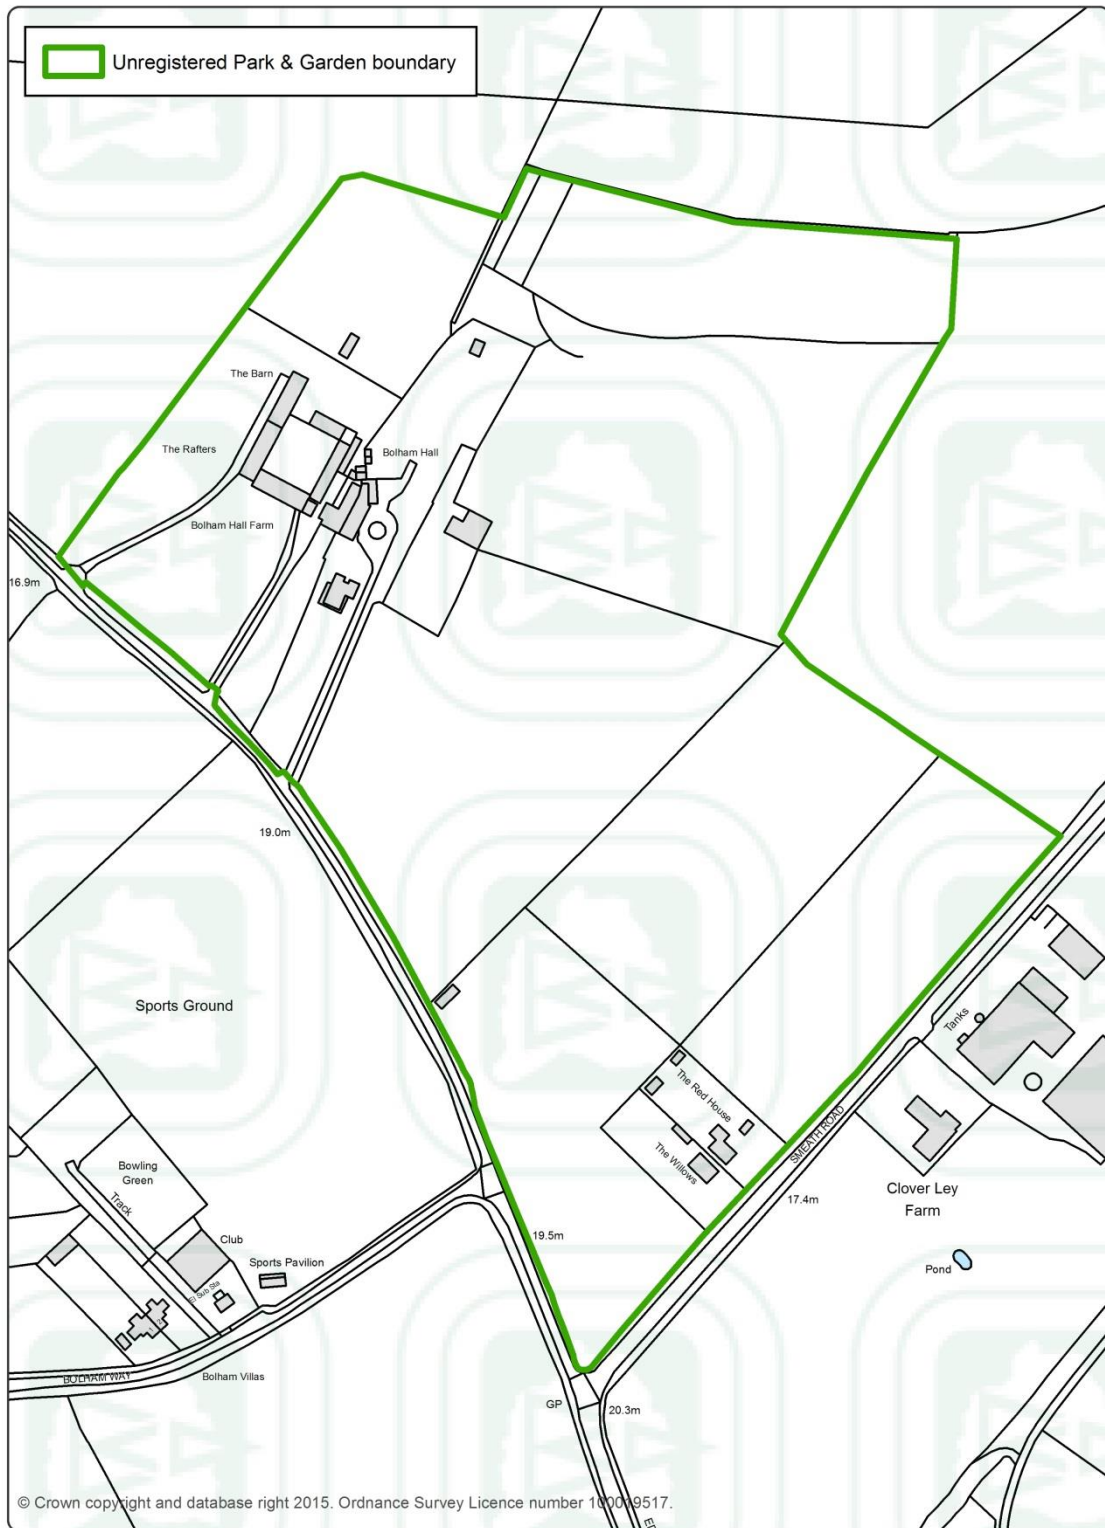 Unregistered Park & Garden boundary
The Barn
The Rafters
Bolham Hall
Bolham Hall Farm
16.9m
19.0m
Sports Ground
Tanks
The Red House
The Willows
SMEATH ROAD
17.4m
Clover Ley
Farm
Bowling
Green
Track
Club
19.5m
Sports Pavilion
El Sub Sta
Pond
1
2
BOLHAM WAY
Bolham Villas
GP
20.3m
© Crown copyright and database right 2015. Ordnance Survey Licence number 100019517.